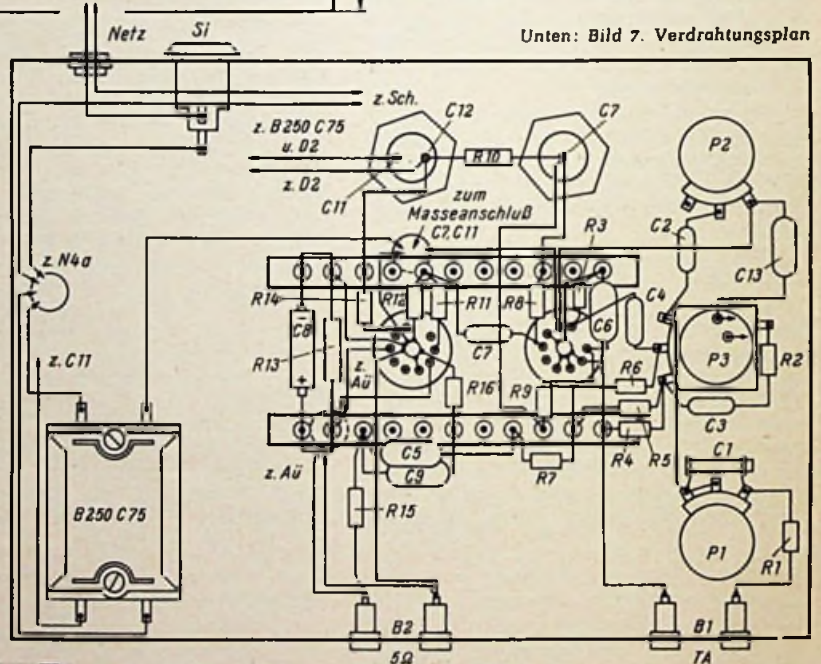 Unten: Bild 7. Verdrahtungsplan
Netz
Si
z. Sch.
C12
C7
z. B250 C75
u. D2
z. D2
R10
C11
zum
Masseanschluß
C7, C11
P2
C2
C13
R3
z. N4a
R14
R12
R11
R8
C4
C6
C8
C7
P3
R2
R13
z.
Aü
R16
R9
R6
z. C11
C3
C5
C9
R7
R4
R5
C1
z. Aü
B250 C75
R15
P1
R1
B2
B1
5Ω
TA